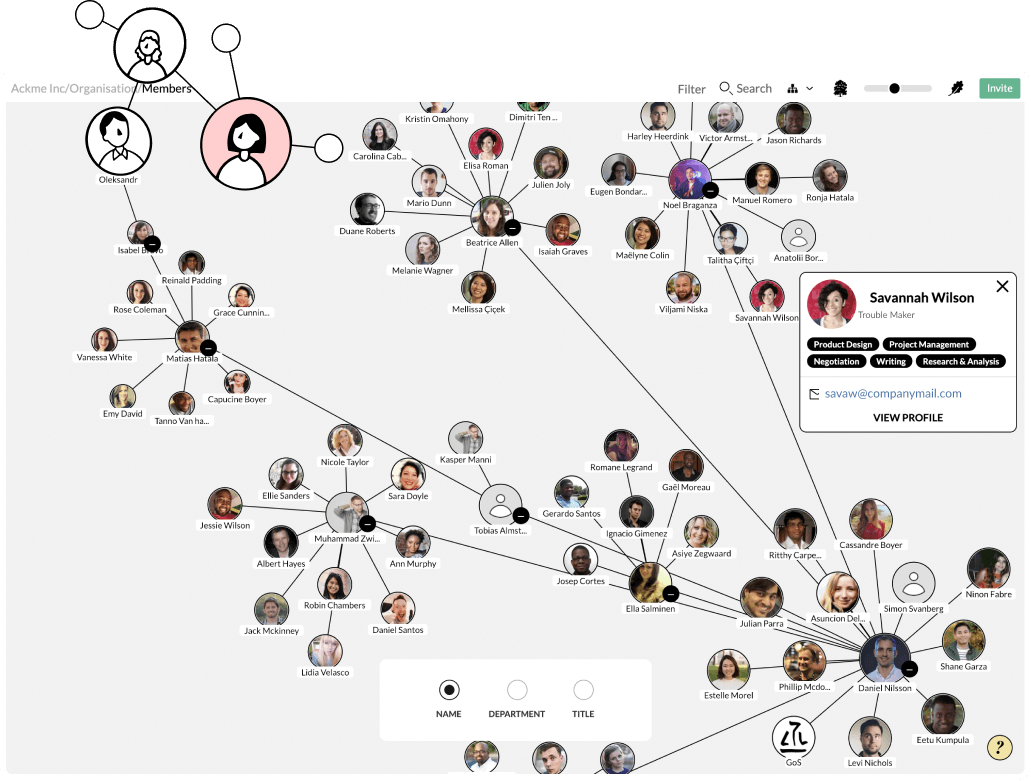 Ackme Inc/Organisation/Members
Filter
Search
Invite
Oleksandr
Kristin Omahony
Dimitri Ten ...
Carolina Cab...
Elisa Roman
Julien Joly
Mario Dunn
Duane Roberts
Beatrice Allen
Isaiah Graves
Melanie Wagner
Mellissa Çiçek
Harley Heerdink
Victor Armst...
Jason Richards
Eugen Bondar...
Noel Braganza
Manuel Romero
Ronja Hatala
Maëlyne Colin
Talitha Çiftçi
Anatolii Bor...
Viljami Niska
Savannah Wilson
Savannah Wilson
Trouble Maker
Product Design
Project Management
Negotiation
Writing
Research & Analysis
savaw@companymail.com
VIEW PROFILE
Reinald Padding
Rose Coleman
Grace Cunnin...
Vanessa White
Matias Hatala
Capucine Boyer
Emy David
Tanno Van ha...
Nicole Taylor
Kasper Manni
Ellie Sanders
Sara Doyle
Jessie Wilson
Muhammad Zwi...
Tobias Almst...
Albert Hayes
Ann Murphy
Robin Chambers
Jack Mckinney
Daniel Santos
Lidia Velasco
Romane Legrand
Gaël Moreau
Gerardo Santos
Ignacio Gimenez
Asiye Zegwaard
Josep Cortes
Ella Salminen
Ritthy Carpe...
Cassandre Boyer
Julian Parra
Asuncion Del...
Simon Svanberg
Ninon Fabre
Shane Garza
Estelle Morel
Phillip Mcdo...
Daniel Nilsson
GoS
Levi Nichols
Eetu Kumpula
NAME
DEPARTMENT
TITLE
?